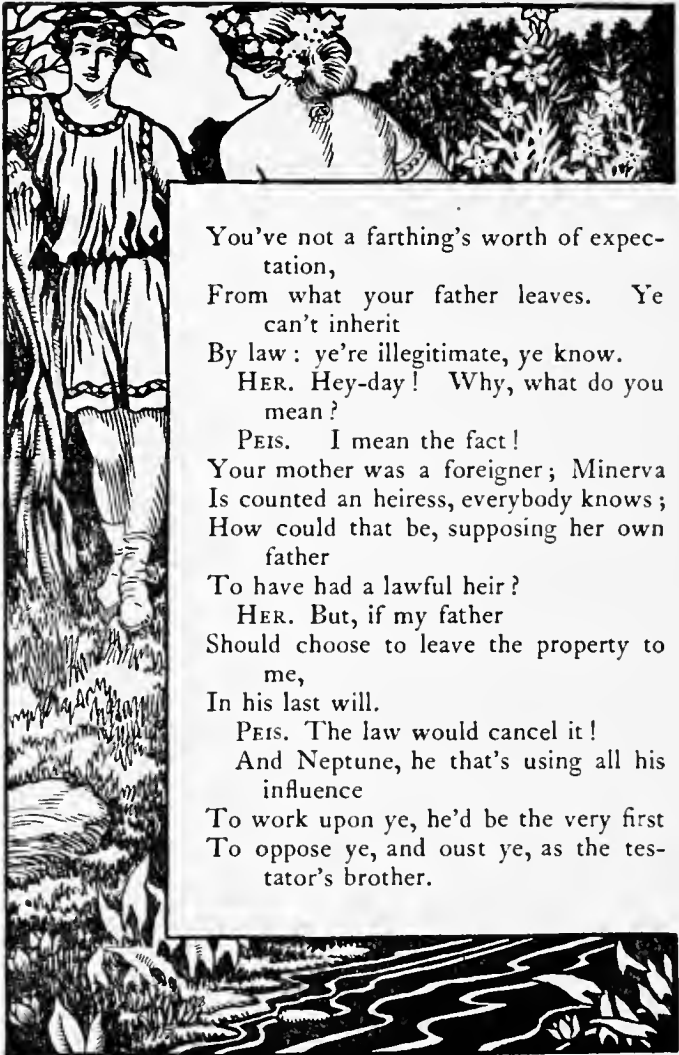 You've not a farthing's worth of expec-
tation,
From what your father leaves. Ye
can't inherit
By law : ye're illegitimate, ye know.
HER. Hey-day ! Why, what do you
mean ?
PEIS. I mean the fact !
Your mother was a foreigner ; Minerva
Is counted an heiress, everybody knows ;
How could that be, supposing her own
father
To have had a lawful heir ?
HER. But, if my father
Should choose to leave the property to
me,
In his last will.
PEIS. The law would cancel it !
And Neptune, he that's using all his
influence
To work upon ye, he'd be the very first
To oppose ye, and oust ye, as the tes-
tator's brother.